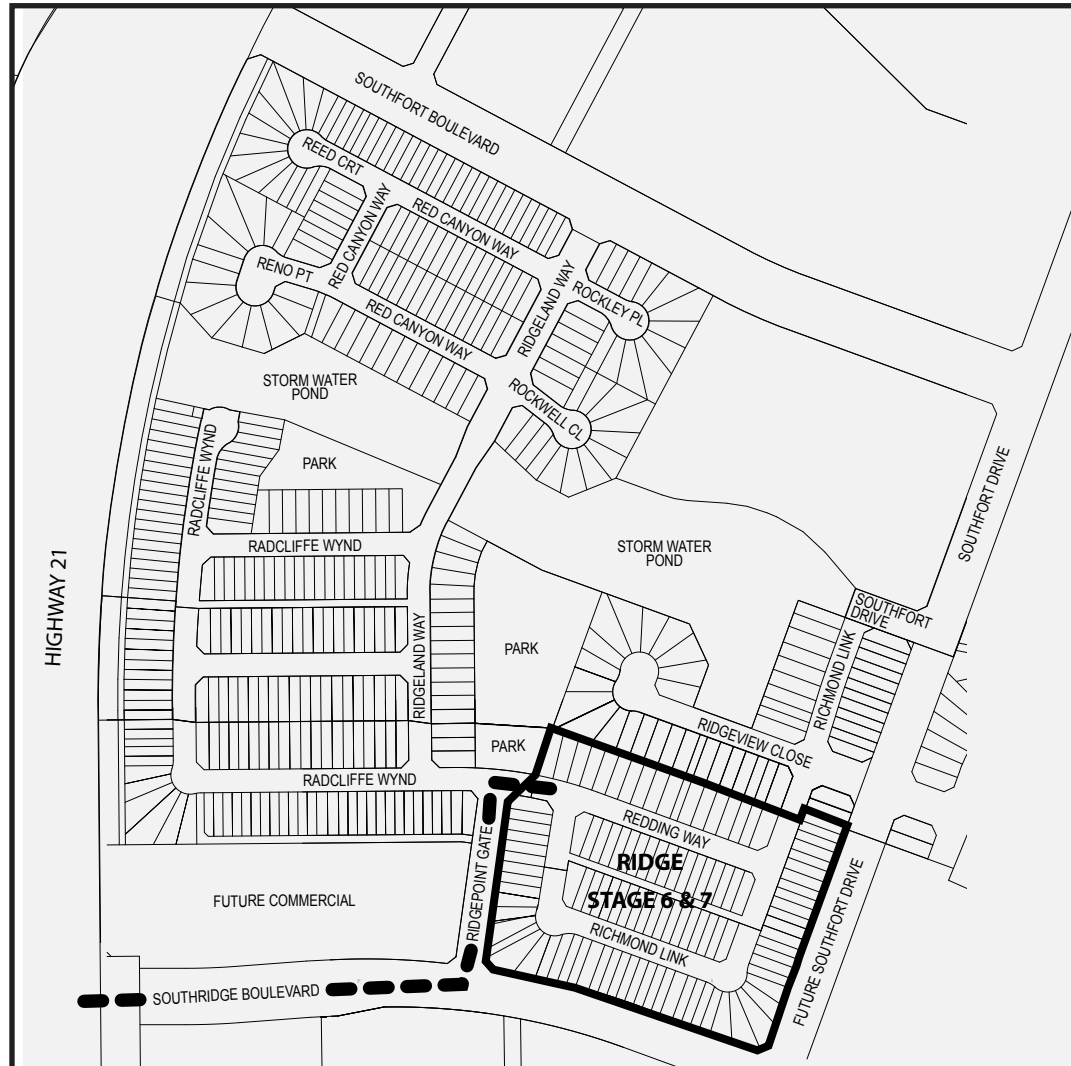 SOUTHFORT BOULEVARD
REED CRT
RED CANYON WAY
RED CANYON WAY
RENO PT
RED CANYON WAY
RIDGELAND WAY
ROCKLEY PL
ROCKWELL CL
STORM WATER
POND
PARK
RADCLIFFE WYND
RADCLIFFE WYND
HIGHWAY 21
SOUTHFORT DRIVE
STORM WATER
POND
SOUTHFORT
DRIVE
RICHMOND LINK
PARK
RIDGELAND WAY
RIDGEVIEW CLOSE
PARK
RADCLIFFE WYND
REDDING WAY
RIDGE
STAGE 6 & 7
RIDGEPOINT GATE
FUTURE COMMERCIAL
RICHMOND LINK
FUTURE SOUTHFORT DRIVE
SOUTHRIDGE BOULEVARD